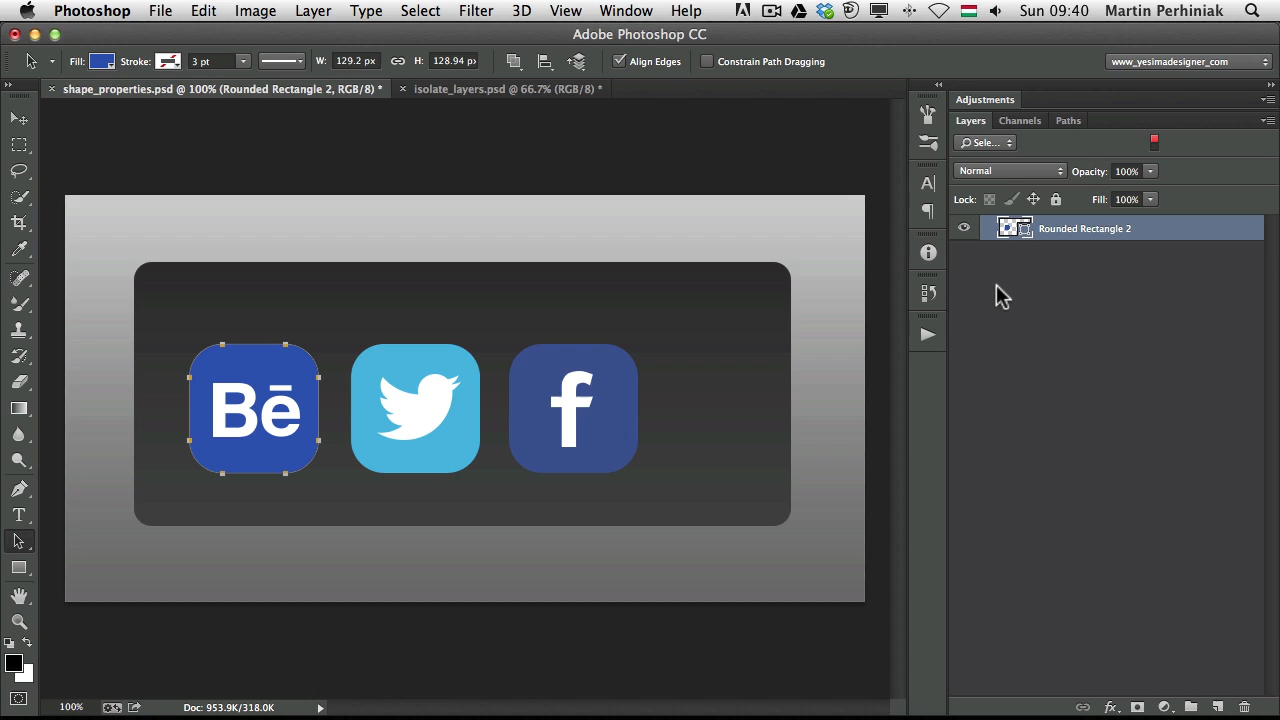 Photoshop File Edit Image Layer Type Select Filter 3D View Window Help Sun 09:40 Martin Perhiniak
Adobe Photoshop CC
Fill: Stroke: 3 pt W: 129.2 px H: 128.94 px Align Edges Constrain Path Dragging www_yesimadesigner_com
× shape_properties.psd @ 100% (Rounded Rectangle 2, RGB/8) * × isolate_layers.psd @ 66.7% (RGB/8) *
Adjustments
Layers Channels Paths
Sele...
Normal Opacity: 100%
Lock: Fill: 100%
Rounded Rectangle 2
Bē f
100% Doc: 953.9K/318.0K